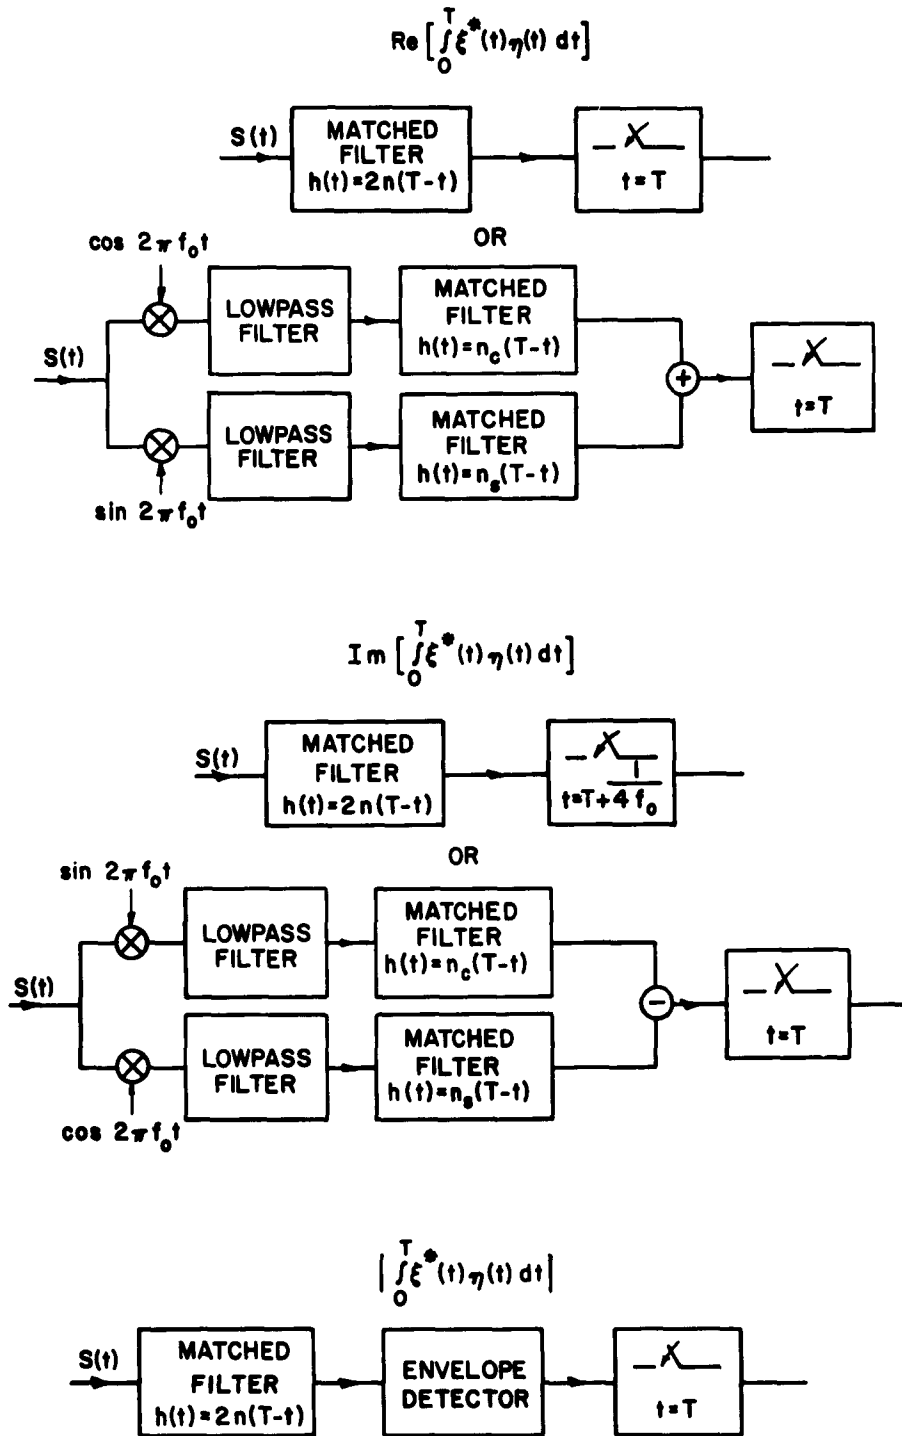 Re [∫₀ᵀ ξ*(t) η(t) dt]
S(t)
MATCHED
FILTER
h(t)=2n(T-t)
t=T
OR
cos 2πf₀t
LOWPASS
FILTER
MATCHED
FILTER
h(t)=n_c(T-t)
S(t)
+
t=T
LOWPASS
FILTER
MATCHED
FILTER
h(t)=n_s(T-t)
sin 2πf₀t
Im [∫₀ᵀ ξ*(t) η(t) dt]
S(t)
MATCHED
FILTER
h(t)=2n(T-t)
t=T+1/4f₀
OR
sin 2πf₀t
LOWPASS
FILTER
MATCHED
FILTER
h(t)=n_c(T-t)
S(t)
−
t=T
LOWPASS
FILTER
MATCHED
FILTER
h(t)=n_s(T-t)
cos 2πf₀t
|∫₀ᵀ ξ*(t) η(t) dt|
S(t)
MATCHED
FILTER
h(t)=2n(T-t)
ENVELOPE
DETECTOR
t=T